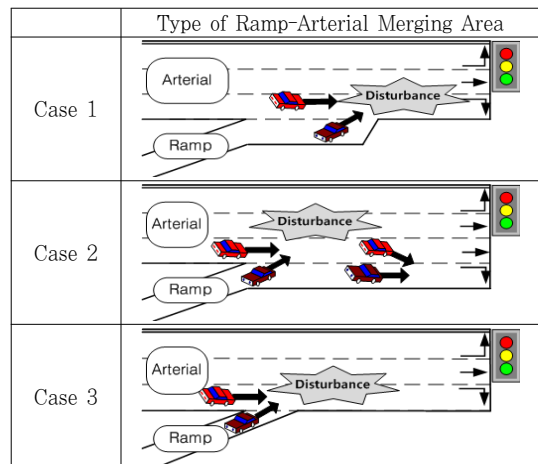 Type of Ramp-Arterial Merging Area
Case 1
Arterial
Disturbance
Ramp
Case 2
Arterial
Disturbance
Ramp
Case 3
Arterial
Disturbance
Ramp